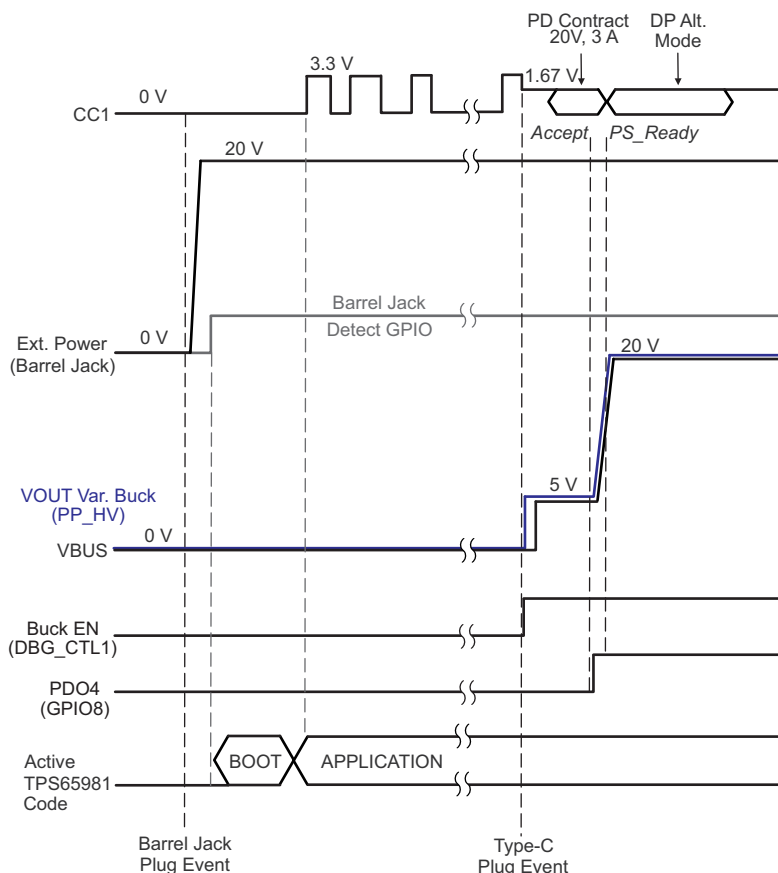 PD Contract
20V, 3 A
DP Alt.
Mode
3.3 V
1.67 V
0 V
CC1
Accept
PS_Ready
20 V
Barrel Jack
Detect GPIO
0 V
Ext. Power
(Barrel Jack)
20 V
5 V
VOUT Var. Buck
(PP_HV)
0 V
VBUS
Buck EN
(DBG_CTL1)
PDO4
(GPIO8)
Active
TPS65981
Code
BOOT
APPLICATION
Barrel Jack
Plug Event
Type-C
Plug Event